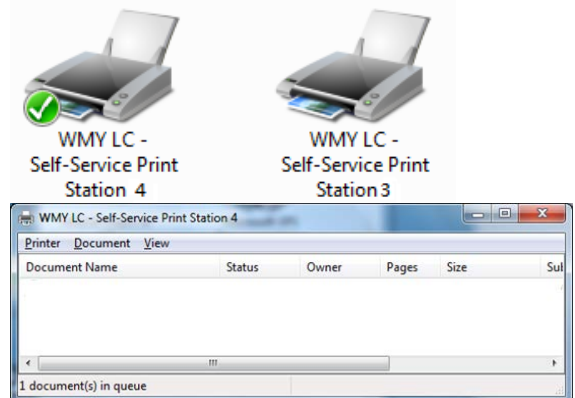 WMY LC -
Self-Service Print
Station 4
WMY LC -
Self-Service Print
Station 3
WMY LC - Self-Service Print Station 4
Printer Document View
Document Name Status Owner Pages Size
1 document(s) in queue